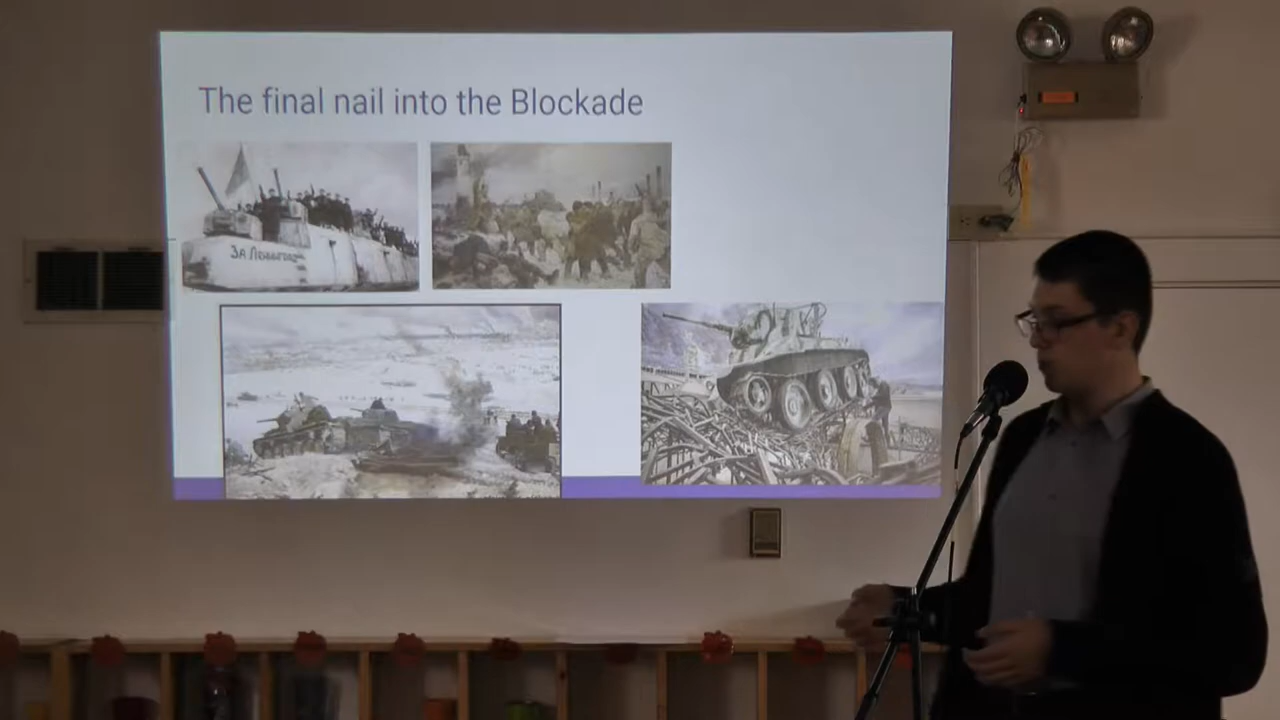 The final nail into the Blockade
За Ленинград